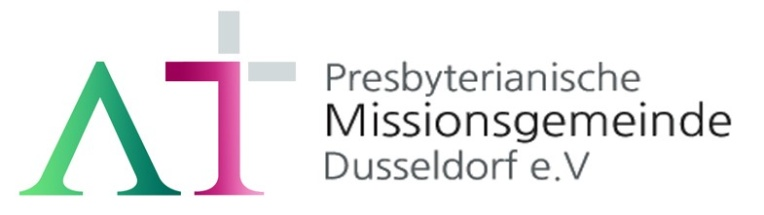 Presbyterianische
Missionsgemeinde
Dusseldorf e.V